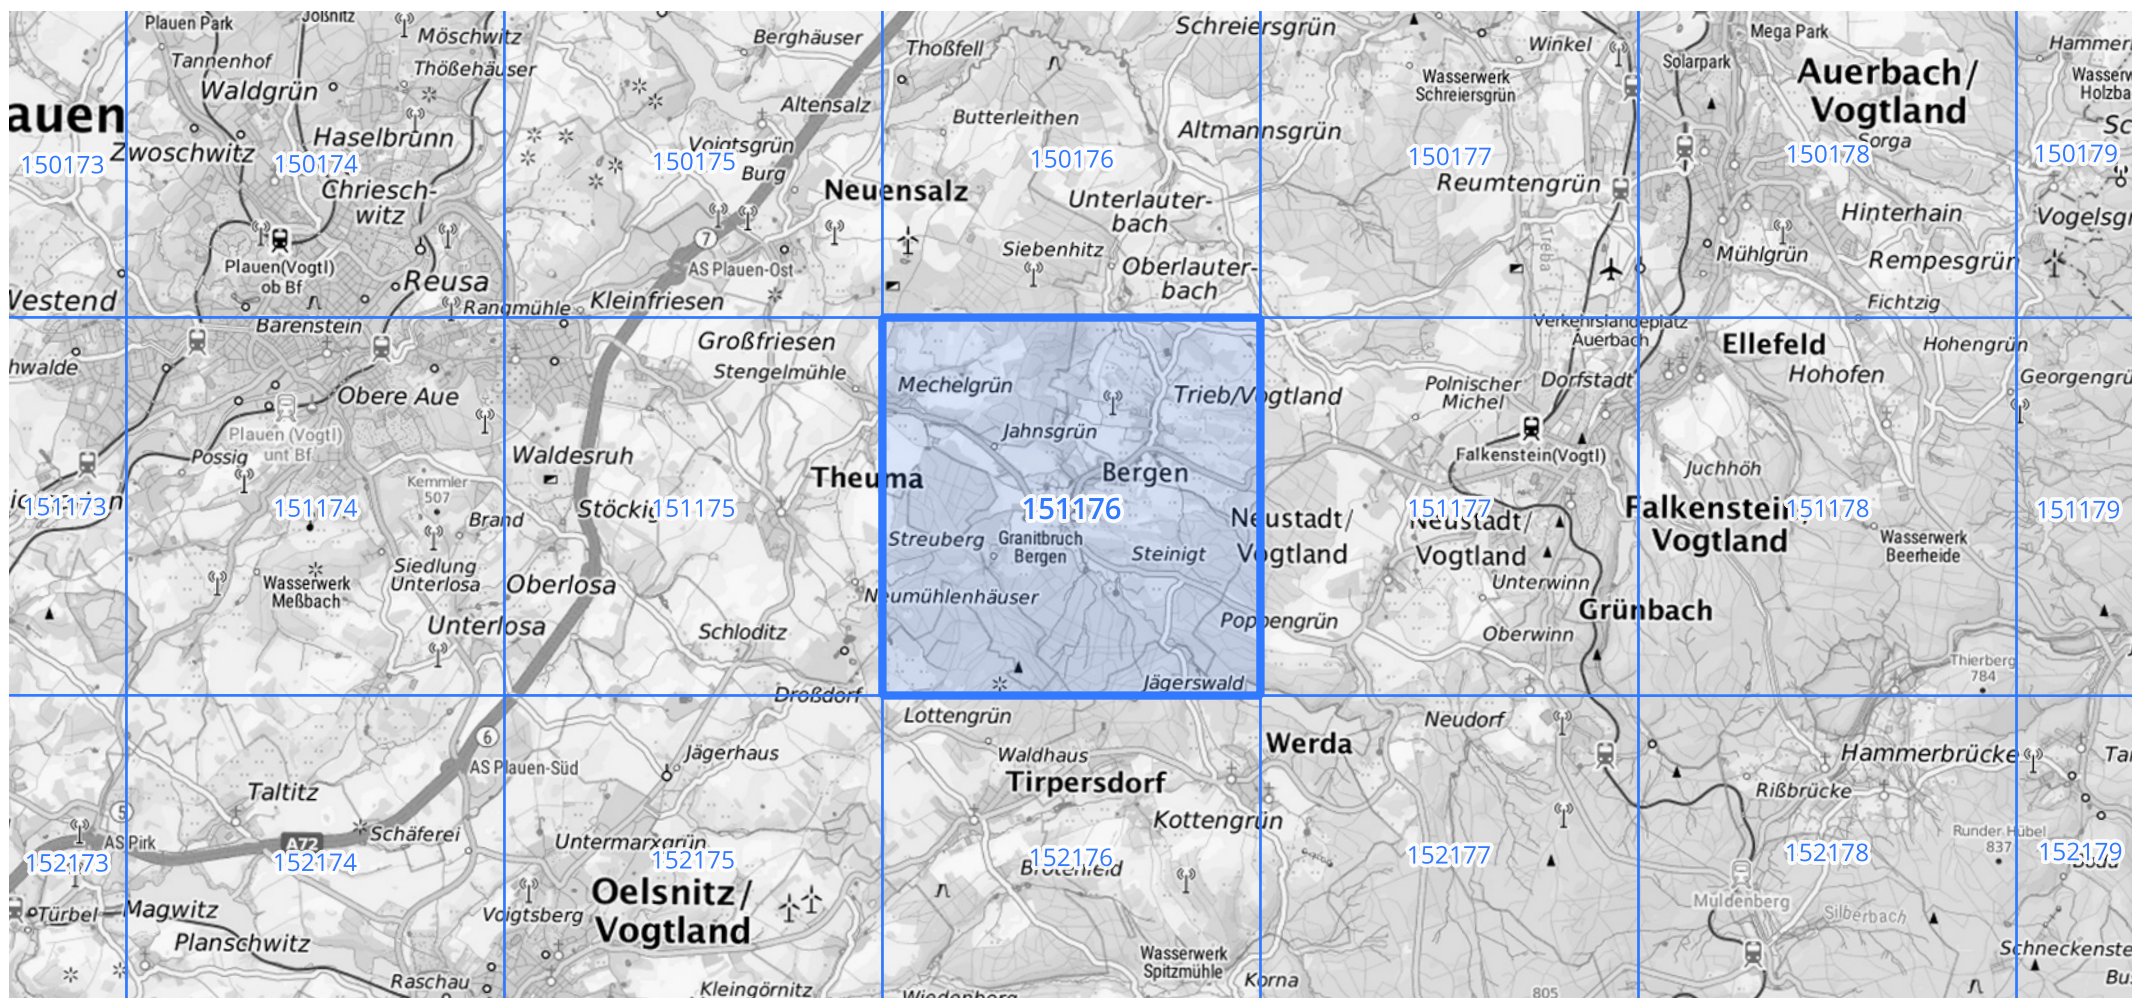 Plauen Park
Jößnitz
Möschwitz
Berghäuser
Thoßfell
Schreiersgrün
Winkel
Mega Park
Tannenhof
Thößehäuser
Wasserwerk
Schreiersgrün
Solarpark
Auerbach/
Vogtland
Waldgrün
Altensalz
Butterleithen
Altmannsgrün
auen
Haselbrunn
Voigtsgrün
Sorga
Zwoschwitz
150173
150174
150175
150176
150177
150178
150179
Burg
Chriesch-
witz
Neuensalz
Reumtengrün
Unterlauter-
bach
Hinterhain
7
Siebenhitz
Treba
Mühlgrün
Rempesgrün
Plauen(Vogtl)
ob Bf
AS Plauen-Ost
Oberlauter-
bach
Reusa
Westend
Rangmühle
Kleinfriesen
Fichtzig
Bärenstein
Großfriesen
Verkehrslandeplatz
Auerbach
Ellefeld
Hohengrün
Stengelmühle
Mechelgrün
Trieb/Vogtland
Polnischer
Michel
Dorfstadt
Hohofen
Obere Aue
Jahnsgrün
Plauen (Vogtl)
unt Bf
Possig
Waldesruh
Bergen
Falkenstein(Vogtl)
Juchhöh
Kemmler
507
Theuma
151173
151174
151175
151176
151177
151178
151179
Stöckig
Brand
Neustadt/
Vogtland
Neustadt/
Vogtland
Falkenstein/
Vogtland
Streuberg
Granitbruch
Bergen
Steinigt
Wasserwerk
Beerheide
Siedlung
Unterlosa
Wasserwerk
Meßbach
Oberlosa
Unterwinn
Neumühlenhäuser
Grünbach
Unterlosa
Schloditz
Poppengrün
Oberwinn
Thierberg
784
Jägerswald
Droßdorf
Lottengrün
Neudorf
6
Jägerhaus
Waldhaus
Werda
Hammerbrücke
AS Plauen-Süd
Tirpersdorf
Taltitz
Rißbrücke
5
Kottengrün
AS Pirk
A72
Schäferei
Untermarxgrün
Runder Hübel
837
152173
152174
152175
152176
152177
152178
152179
Brotenfeld
Oelsnitz/
Vogtland
Muldenberg
Türbel
Magwitz
Voigtsberg
Silberbach
Planschwitz
Wasserwerk
Spitzmühle
Raschau
Kleingörnitz
Korna
805